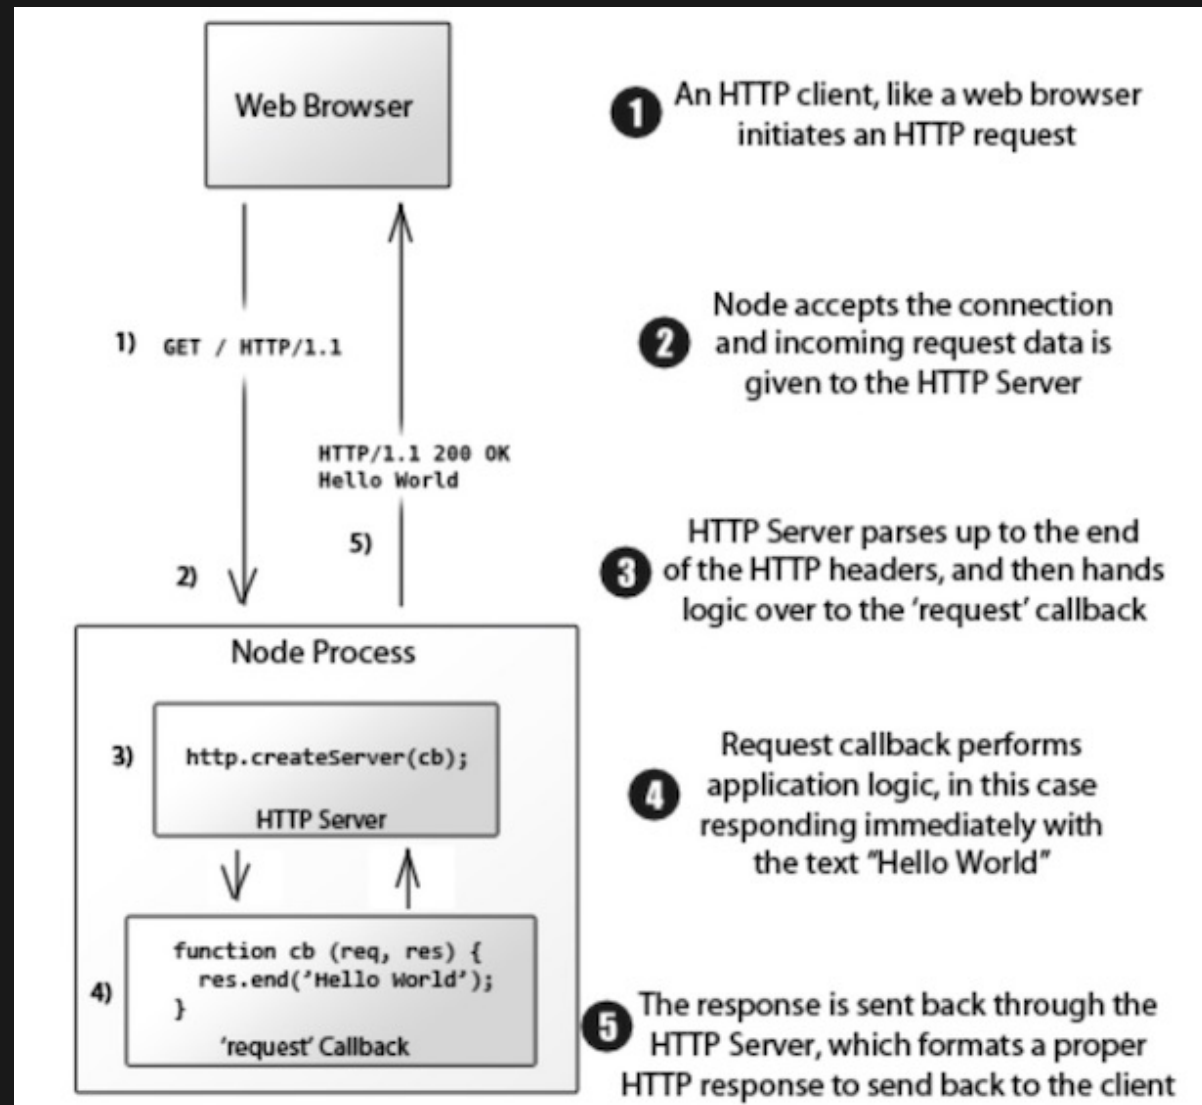 Web Browser
1) GET / HTTP/1.1
HTTP/1.1 200 OK
Hello World
5)
2)
Node Process
3) http.createServer(cb);
HTTP Server
4)
function cb (req, res) {
res.end('Hello World');
}
'request' Callback
1 An HTTP client, like a web browser
initiates an HTTP request
Node accepts the connection
2 and incoming request data is
given to the HTTP Server
HTTP Server parses up to the end
3 of the HTTP headers, and then hands
logic over to the 'request' callback
Request callback performs
4 application logic, in this case
responding immediately with
the text "Hello World"
5 The response is sent back through the
HTTP Server, which formats a proper
HTTP response to send back to the client